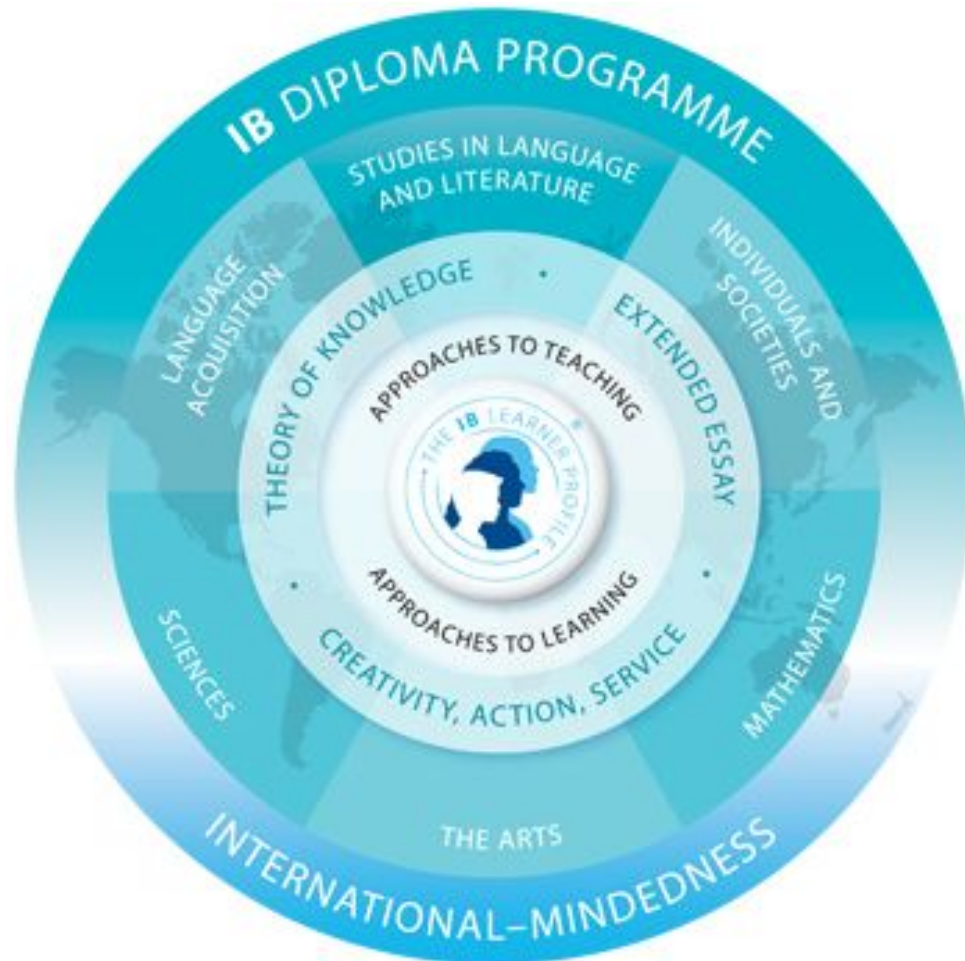 IB DIPLOMA PROGRAMME
STUDIES IN LANGUAGE
AND LITERATURE
LANGUAGE
ACQUISITION
INDIVIDUALS AND
SOCIETIES
THEORY OF KNOWLEDGE
EXTENDED ESSAY
APPROACHES TO TEACHING
THE IB LEARNER PROFILE
®
APPROACHES TO LEARNING
CREATIVITY, ACTION, SERVICE
SCIENCES
MATHEMATICS
THE ARTS
INTERNATIONAL–MINDEDNESS